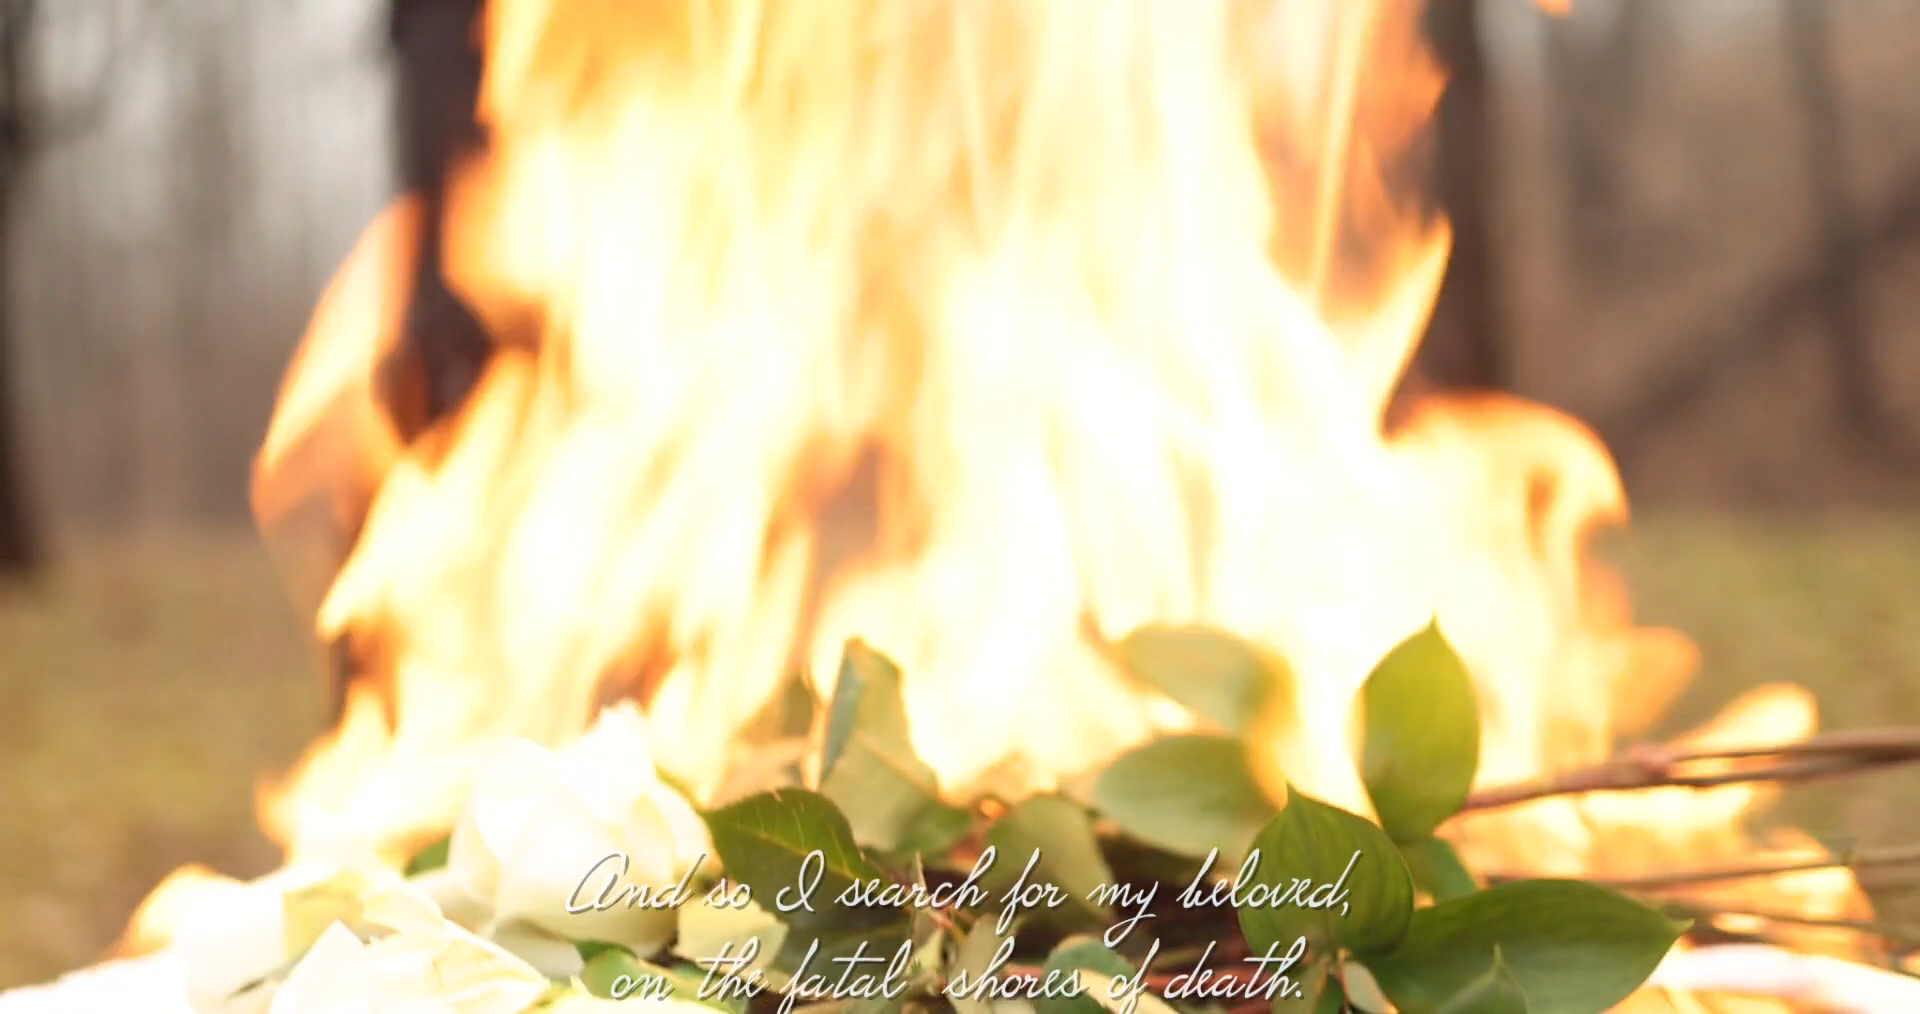 And so I search for my beloved,
on the fatal shores of death.